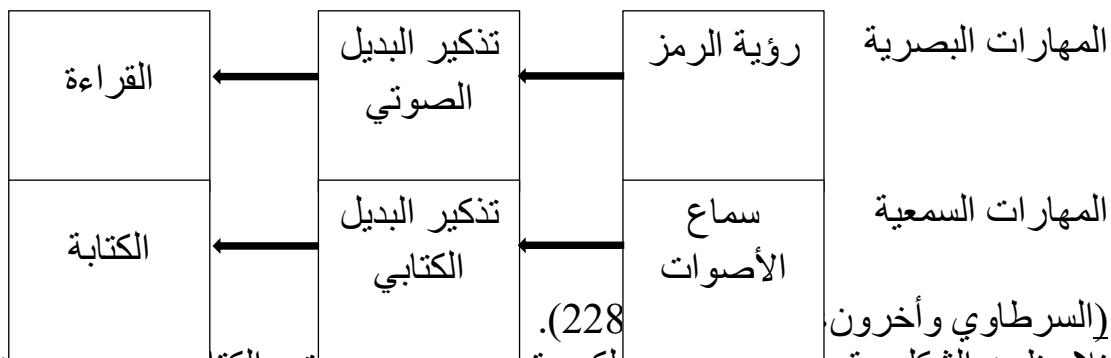 المهارات البصرية
رؤية الرمز
تذكير البديل
الصوتي
القراءة
المهارات السمعية
سماع
الأصوات
تذكير البديل
الكتابي
الكتابة
(السرطاوي وأخرون، 228).